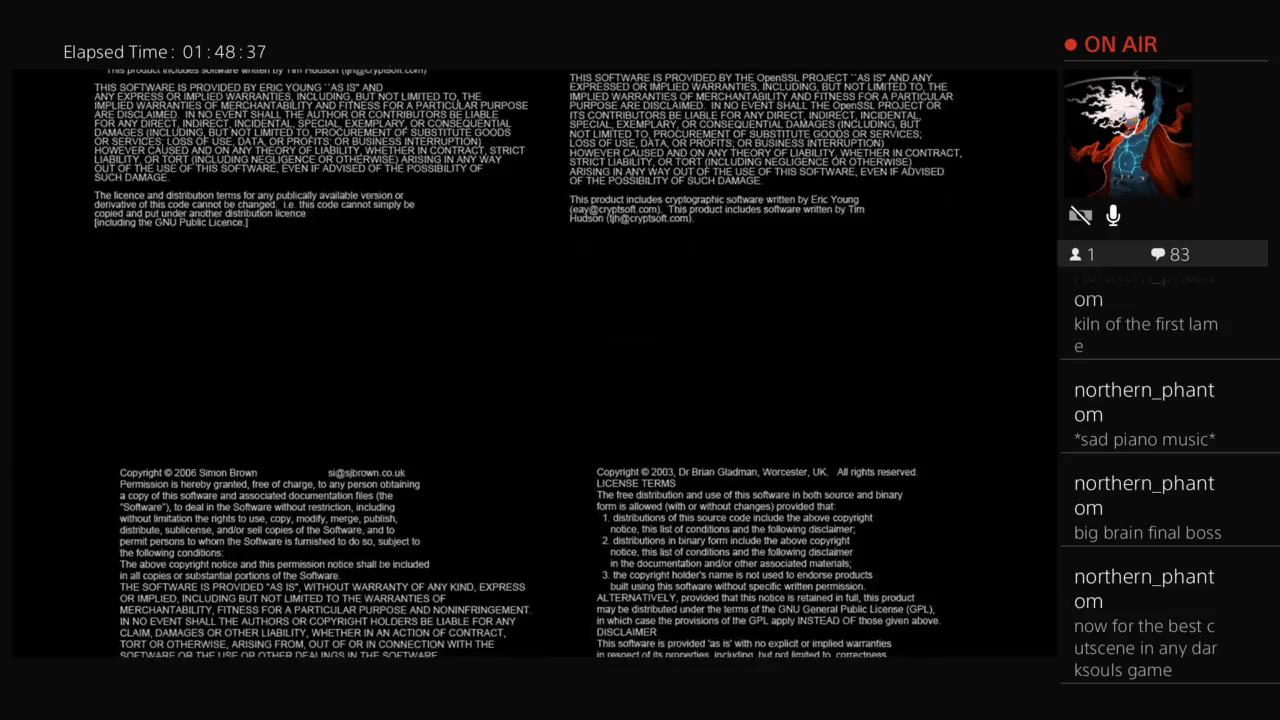 Elapsed Time: 01:48:37
ON AIR
This product includes software written by Tim Hudson (tjh@cryptsoft.com)
THIS SOFTWARE IS PROVIDED BY ERIC YOUNG ``AS IS'' AND
ANY EXPRESS OR IMPLIED WARRANTIES, INCLUDING, BUT NOT LIMITED TO, THE
IMPLIED WARRANTIES OF MERCHANTABILITY AND FITNESS FOR A PARTICULAR PURPOSE
ARE DISCLAIMED.  IN NO EVENT SHALL THE AUTHOR OR CONTRIBUTORS BE LIABLE
FOR ANY DIRECT, INDIRECT, INCIDENTAL, SPECIAL, EXEMPLARY, OR CONSEQUENTIAL
DAMAGES (INCLUDING, BUT NOT LIMITED TO, PROCUREMENT OF SUBSTITUTE GOODS
OR SERVICES; LOSS OF USE, DATA, OR PROFITS; OR BUSINESS INTERRUPTION)
HOWEVER CAUSED AND ON ANY THEORY OF LIABILITY, WHETHER IN CONTRACT, STRICT
LIABILITY, OR TORT (INCLUDING NEGLIGENCE OR OTHERWISE) ARISING IN ANY WAY
OUT OF THE USE OF THIS SOFTWARE, EVEN IF ADVISED OF THE POSSIBILITY OF
SUCH DAMAGE.
The licence and distribution terms for any publically available version or
derivative of this code cannot be changed.  i.e. this code cannot simply be
copied and put under another distribution licence
[including the GNU Public Licence.]
THIS SOFTWARE IS PROVIDED BY THE OpenSSL PROJECT ``AS IS'' AND ANY
EXPRESSED OR IMPLIED WARRANTIES, INCLUDING, BUT NOT LIMITED TO, THE
IMPLIED WARRANTIES OF MERCHANTABILITY AND FITNESS FOR A PARTICULAR
PURPOSE ARE DISCLAIMED.  IN NO EVENT SHALL THE OpenSSL PROJECT OR
ITS CONTRIBUTORS BE LIABLE FOR ANY DIRECT, INDIRECT, INCIDENTAL,
SPECIAL, EXEMPLARY, OR CONSEQUENTIAL DAMAGES (INCLUDING, BUT
NOT LIMITED TO, PROCUREMENT OF SUBSTITUTE GOODS OR SERVICES;
LOSS OF USE, DATA, OR PROFITS; OR BUSINESS INTERRUPTION)
HOWEVER CAUSED AND ON ANY THEORY OF LIABILITY, WHETHER IN CONTRACT,
STRICT LIABILITY, OR TORT (INCLUDING NEGLIGENCE OR OTHERWISE)
ARISING IN ANY WAY OUT OF THE USE OF THIS SOFTWARE, EVEN IF ADVISED
OF THE POSSIBILITY OF SUCH DAMAGE.
This product includes cryptographic software written by Eric Young
(eay@cryptsoft.com).  This product includes software written by Tim
Hudson (tjh@cryptsoft.com).
Copyright © 2006 Simon Brown si@sjbrown.co.uk
Permission is hereby granted, free of charge, to any person obtaining
a copy of this software and associated documentation files (the
"Software"), to deal in the Software without restriction, including
without limitation the rights to use, copy, modify, merge, publish,
distribute, sublicense, and/or sell copies of the Software, and to
permit persons to whom the Software is furnished to do so, subject to
the following conditions:
The above copyright notice and this permission notice shall be included
in all copies or substantial portions of the Software.
THE SOFTWARE IS PROVIDED "AS IS", WITHOUT WARRANTY OF ANY KIND, EXPRESS
OR IMPLIED, INCLUDING BUT NOT LIMITED TO THE WARRANTIES OF
MERCHANTABILITY, FITNESS FOR A PARTICULAR PURPOSE AND NONINFRINGEMENT.
IN NO EVENT SHALL THE AUTHORS OR COPYRIGHT HOLDERS BE LIABLE FOR ANY
CLAIM, DAMAGES OR OTHER LIABILITY, WHETHER IN AN ACTION OF CONTRACT,
TORT OR OTHERWISE, ARISING FROM, OUT OF OR IN CONNECTION WITH THE
SOFTWARE OR THE USE OR OTHER DEALINGS IN THE SOFTWARE.
Copyright © 2003, Dr Brian Gladman, Worcester, UK.   All rights reserved.
LICENSE TERMS
The free distribution and use of this software in both source and binary
form is allowed (with or without changes) provided that:
1. distributions of this source code include the above copyright
notice, this list of conditions and the following disclaimer;
2. distributions in binary form include the above copyright
notice, this list of conditions and the following disclaimer
in the documentation and/or other associated materials;
3. the copyright holder's name is not used to endorse products
built using this software without specific written permission.
ALTERNATIVELY, provided that this notice is retained in full, this product
may be distributed under the terms of the GNU General Public License (GPL),
in which case the provisions of the GPL apply INSTEAD OF those given above.
DISCLAIMER
This software is provided 'as is' with no explicit or implied warranties
in respect of its properties, including, but not limited to, correctness
1
83
northern_phant
om
kiln of the first lam
e
northern_phant
om
*sad piano music*
northern_phant
om
big brain final boss
northern_phant
om
now for the best c
utscene in any dar
ksouls game